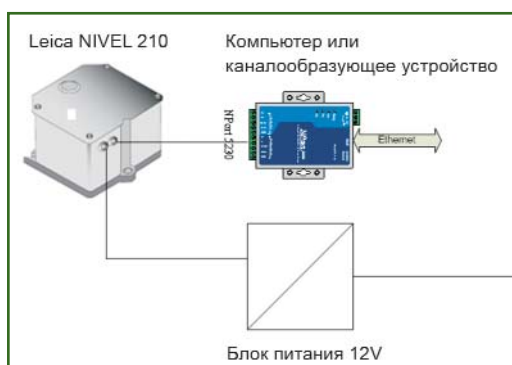 Leica NIVEL 210
Компьютер или
каналообразующее устройство
NPort 5230
Ethernet
Блок питания 12V